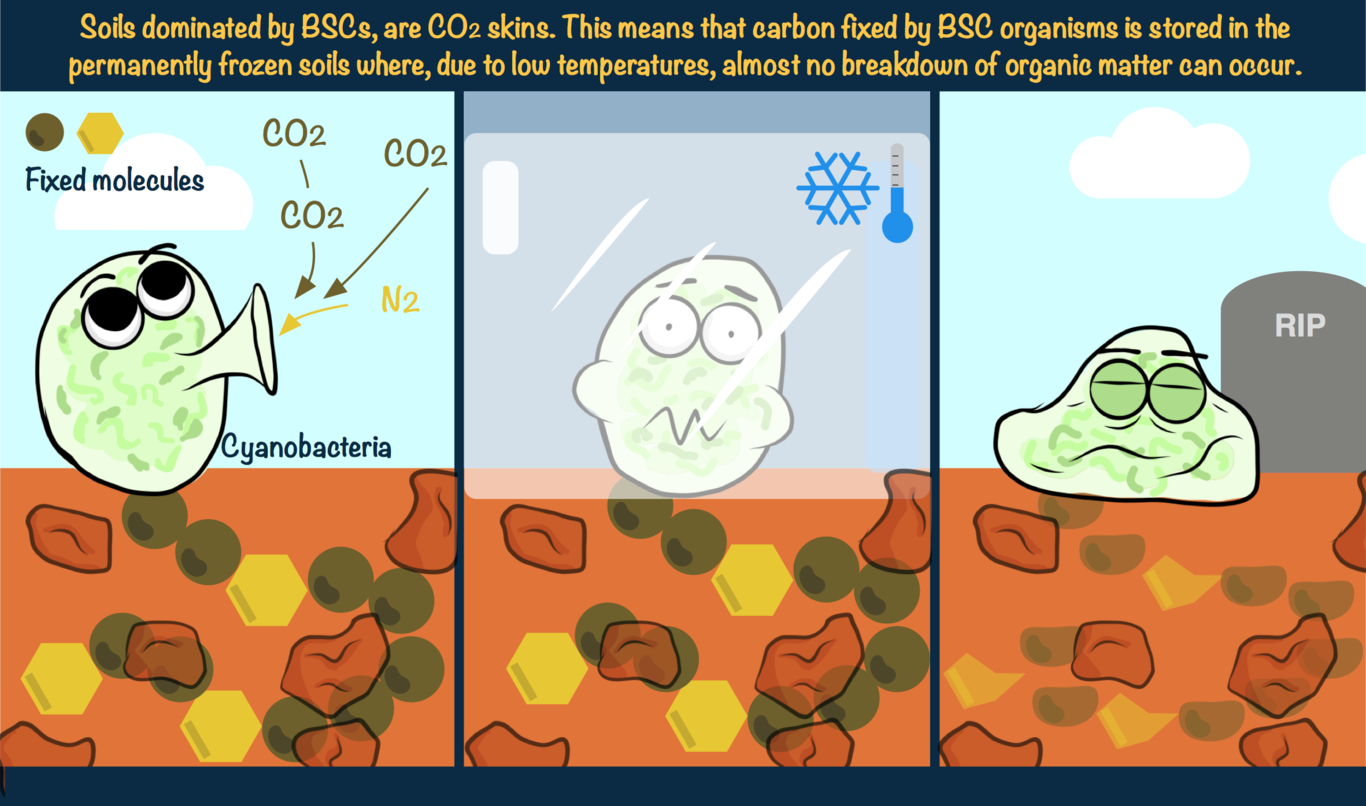 Soils dominated by BSCs, are CO2 skins. This means that carbon fixed by BSC organisms is stored in the
permanently frozen soils where, due to low temperatures, almost no breakdown of organic matter can occur.
Fixed molecules
CO2
CO2
CO2
N2
Cyanobacteria
RIP